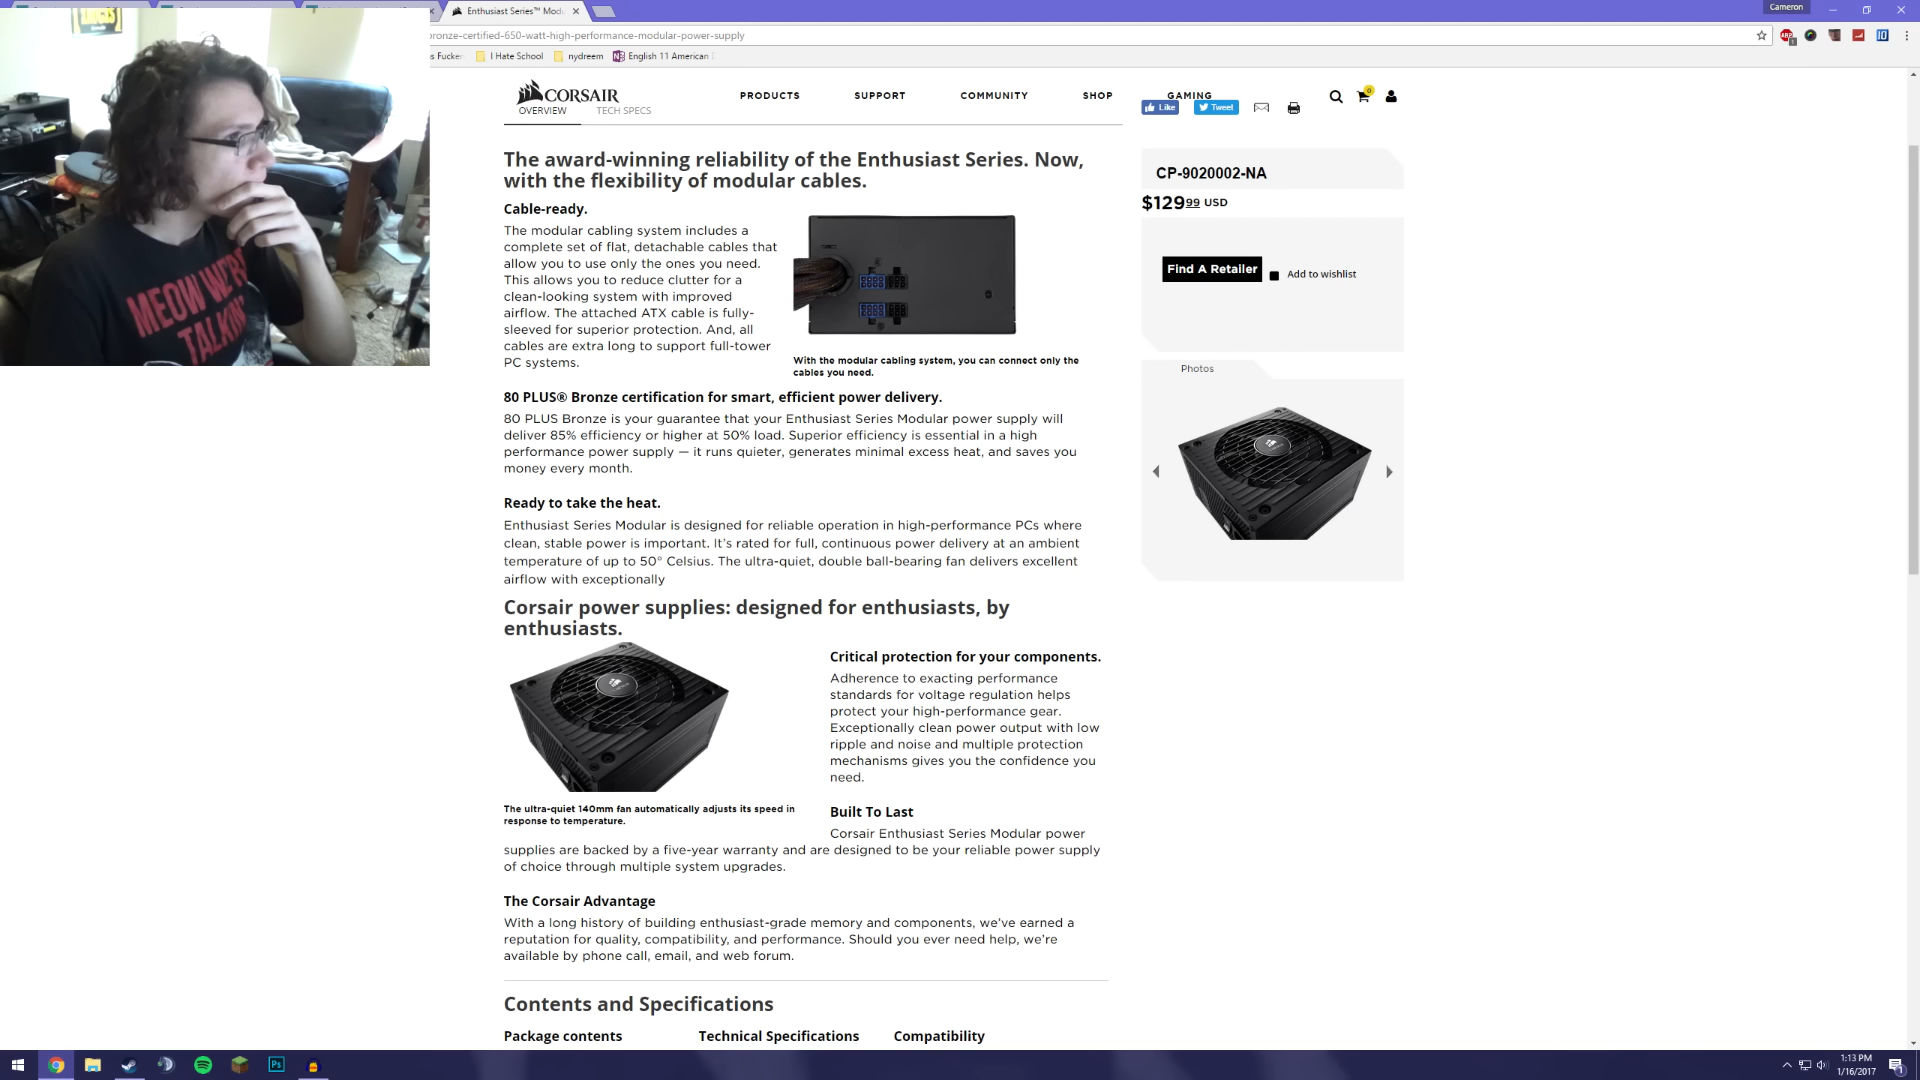 Enthusiast Series™ Modu
Cameron
bronze-certified-650-watt-high-performance-modular-power-supply
s Fucker
I Hate School
nydreem
English 11 American
CORSAIR
PRODUCTS
SUPPORT
COMMUNITY
SHOP
GAMING
0
OVERVIEW
TECH SPECS
Like
Tweet
The award-winning reliability of the Enthusiast Series. Now,
with the flexibility of modular cables.
Cable-ready.
The modular cabling system includes a
complete set of flat, detachable cables that
allow you to use only the ones you need.
This allows you to reduce clutter for a
clean-looking system with improved
airflow. The attached ATX cable is fully-
sleeved for superior protection. And, all
cables are extra long to support full-tower
PC systems.
With the modular cabling system, you can connect only the
cables you need.
80 PLUS® Bronze certification for smart, efficient power delivery.
80 PLUS Bronze is your guarantee that your Enthusiast Series Modular power supply will
deliver 85% efficiency or higher at 50% load. Superior efficiency is essential in a high
performance power supply — it runs quieter, generates minimal excess heat, and saves you
money every month.
Ready to take the heat.
Enthusiast Series Modular is designed for reliable operation in high-performance PCs where
clean, stable power is important. It's rated for full, continuous power delivery at an ambient
temperature of up to 50° Celsius. The ultra-quiet, double ball-bearing fan delivers excellent
airflow with exceptionally
Corsair power supplies: designed for enthusiasts, by
enthusiasts.
Critical protection for your components.
Adherence to exacting performance
standards for voltage regulation helps
protect your high-performance gear.
Exceptionally clean power output with low
ripple and noise and multiple protection
mechanisms gives you the confidence you
need.
The ultra-quiet 140mm fan automatically adjusts its speed in
response to temperature.
Built To Last
Corsair Enthusiast Series Modular power
supplies are backed by a five-year warranty and are designed to be your reliable power supply
of choice through multiple system upgrades.
The Corsair Advantage
With a long history of building enthusiast-grade memory and components, we've earned a
reputation for quality, compatibility, and performance. Should you ever need help, we're
available by phone call, email, and web forum.
Contents and Specifications
Package contents
Technical Specifications
Compatibility
CP-9020002-NA
$129.99 USD
Find A Retailer
Add to wishlist
Photos
MEOW WE'RE
TALKIN
Ps
1:13 PM
1/16/2017